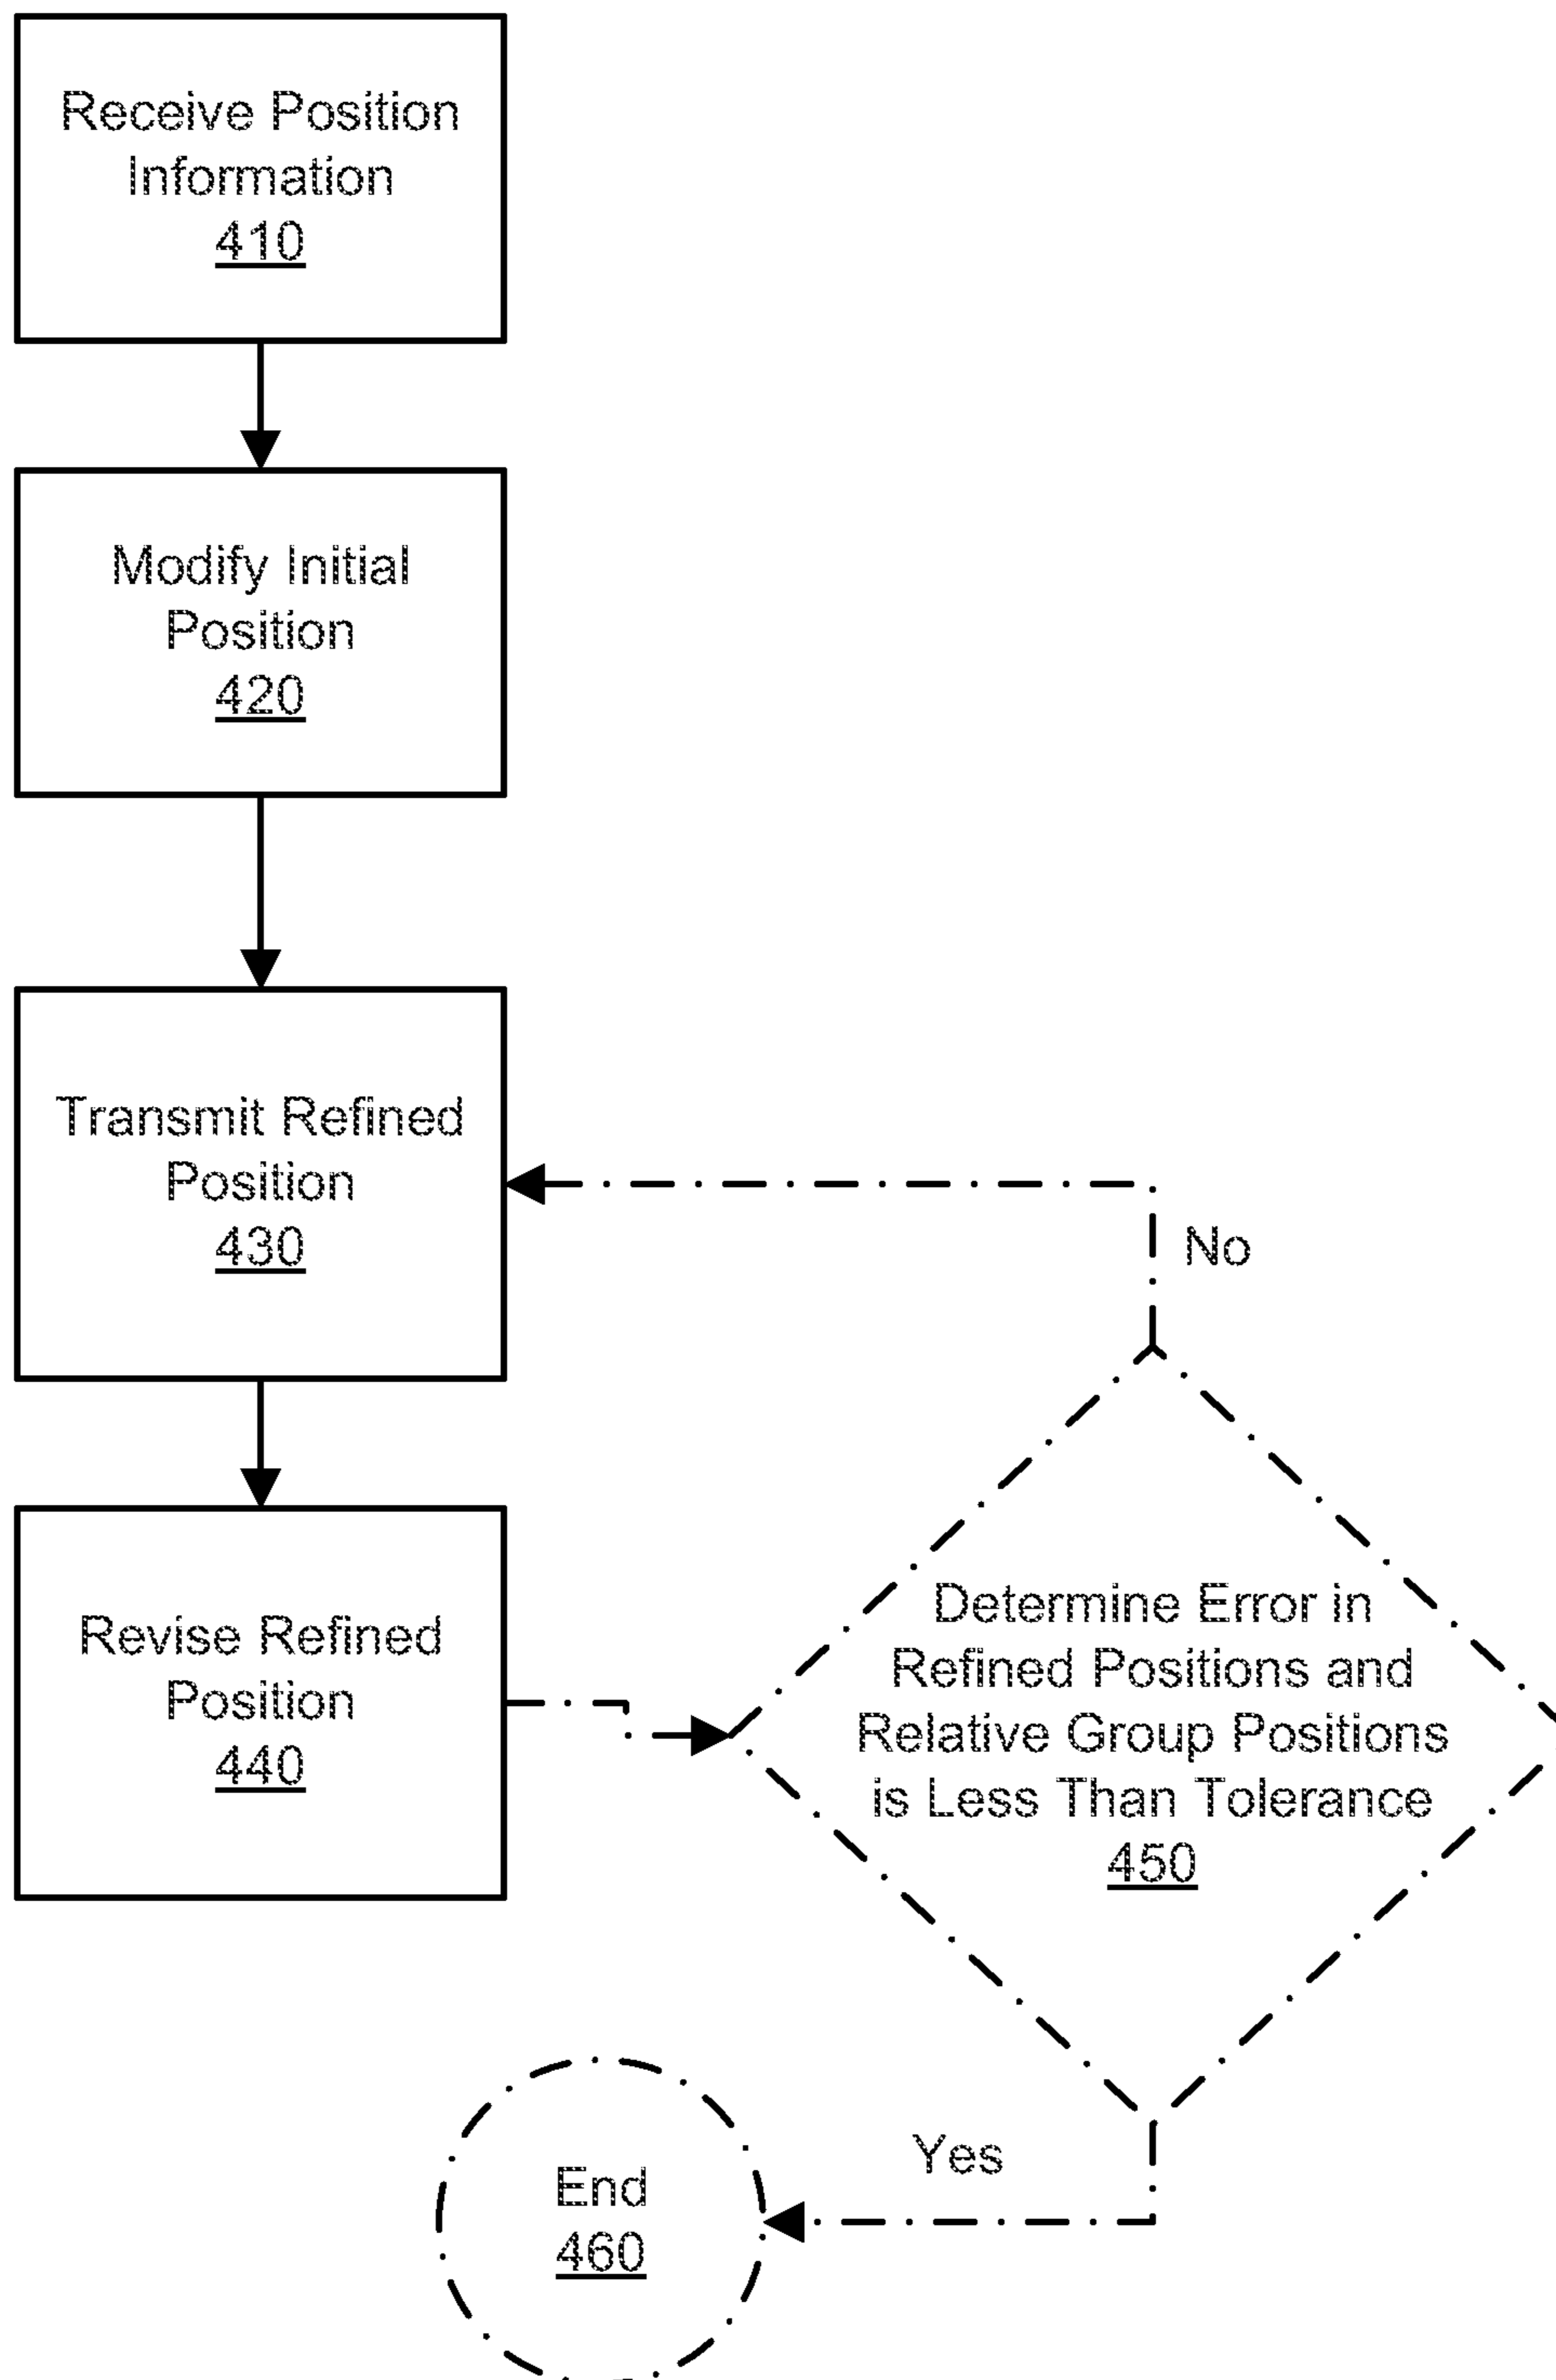 Receive Position
Information
410
Modify Initial
Position
420
Transmit Refined
Position
430
No
Revise Refined
Position
440
Determine Error in
Refined Positions and
Relative Group Positions
is Less Than Tolerance
450
Yes
End
460